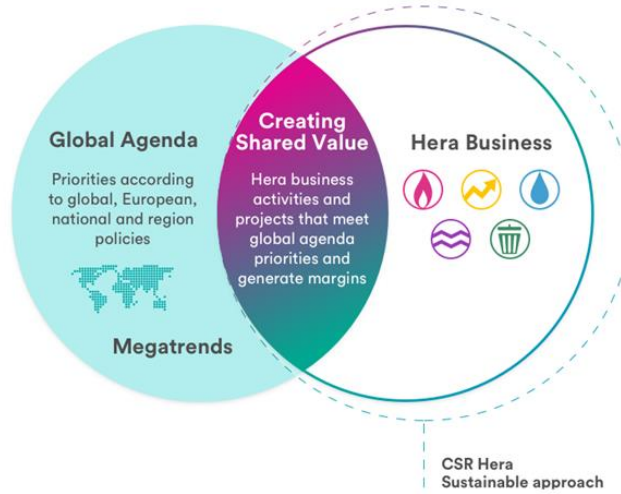 Global Agenda
Priorities according
to global, European,
national and region
policies
Megatrends
Creating
Shared Value
Hera business
activities and
projects that meet
global agenda
priorities and
generate margins
Hera Business
CSR Hera
Sustainable approach